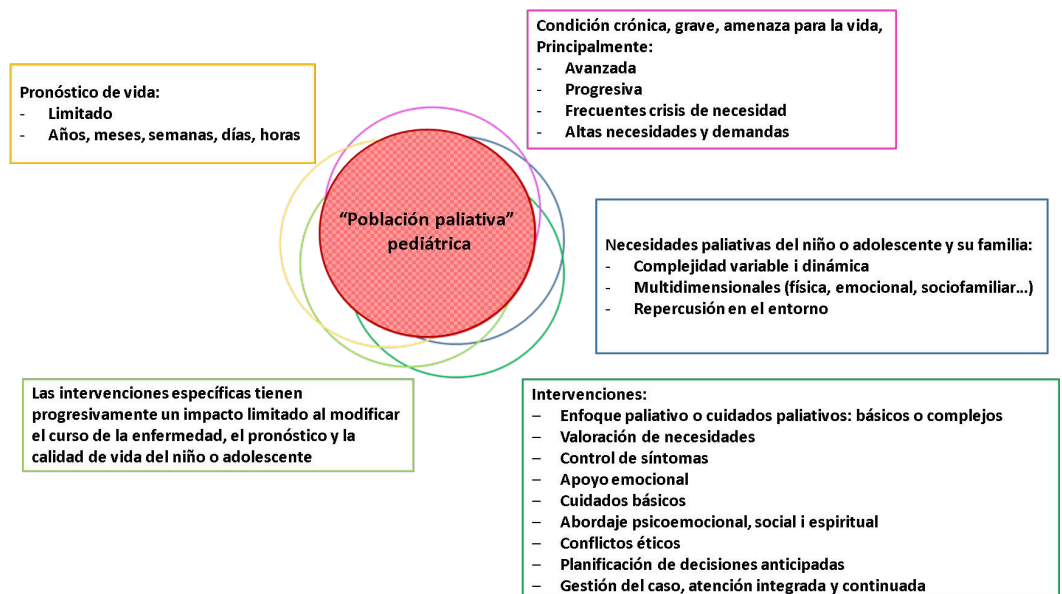 Condición crónica, grave, amenaza para la vida,
Principalmente:
- Avanzada
- Progresiva
- Frecuentes crisis de necesidad
- Altas necesidades y demandas
Pronóstico de vida:
- Limitado
- Años, meses, semanas, días, horas
“Población paliativa”
pediátrica
Necesidades paliativas del niño o adolescente y su familia:
- Complejidad variable i dinámica
- Multidimensionales (física, emocional, sociofamiliar...)
- Repercusión en el entorno
Las intervenciones específicas tienen
progresivamente un impacto limitado al modificar
el curso de la enfermedad, el pronóstico y la
calidad de vida del niño o adolescente
Intervenciones:
– Enfoque paliativo o cuidados paliativos: básicos o complejos
– Valoración de necesidades
– Control de síntomas
– Apoyo emocional
– Cuidados básicos
– Abordaje psicoemocional, social i espiritual
– Conflictos éticos
– Planificación de decisiones anticipadas
– Gestión del caso, atención integrada y continuada